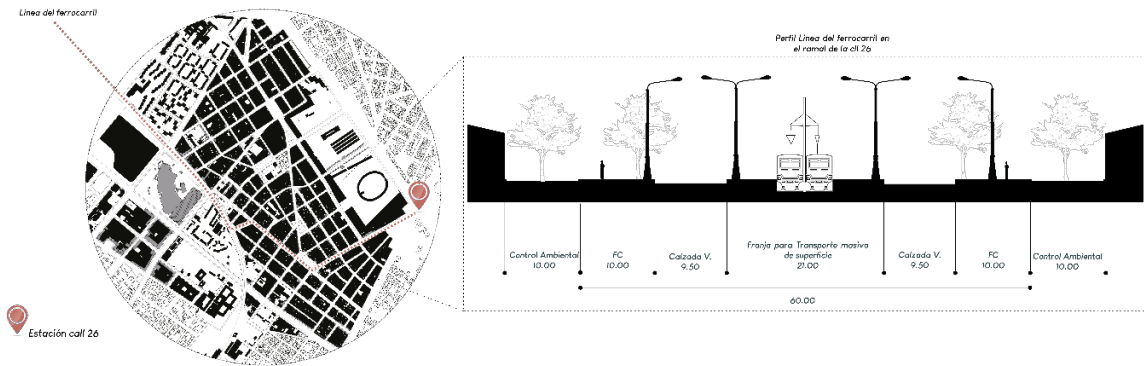 Linea del ferrocarril
Estación call 26
Perfil Linea del ferrocarril en
el ramal de la cll 26
Control Ambiental
10.00
FC
10.00
Calzada V.
9.50
franja para Transporte masivo
de superficie
21.00
Calzada V.
9.50
FC
10.00
Control Ambiental
10.00
60.00